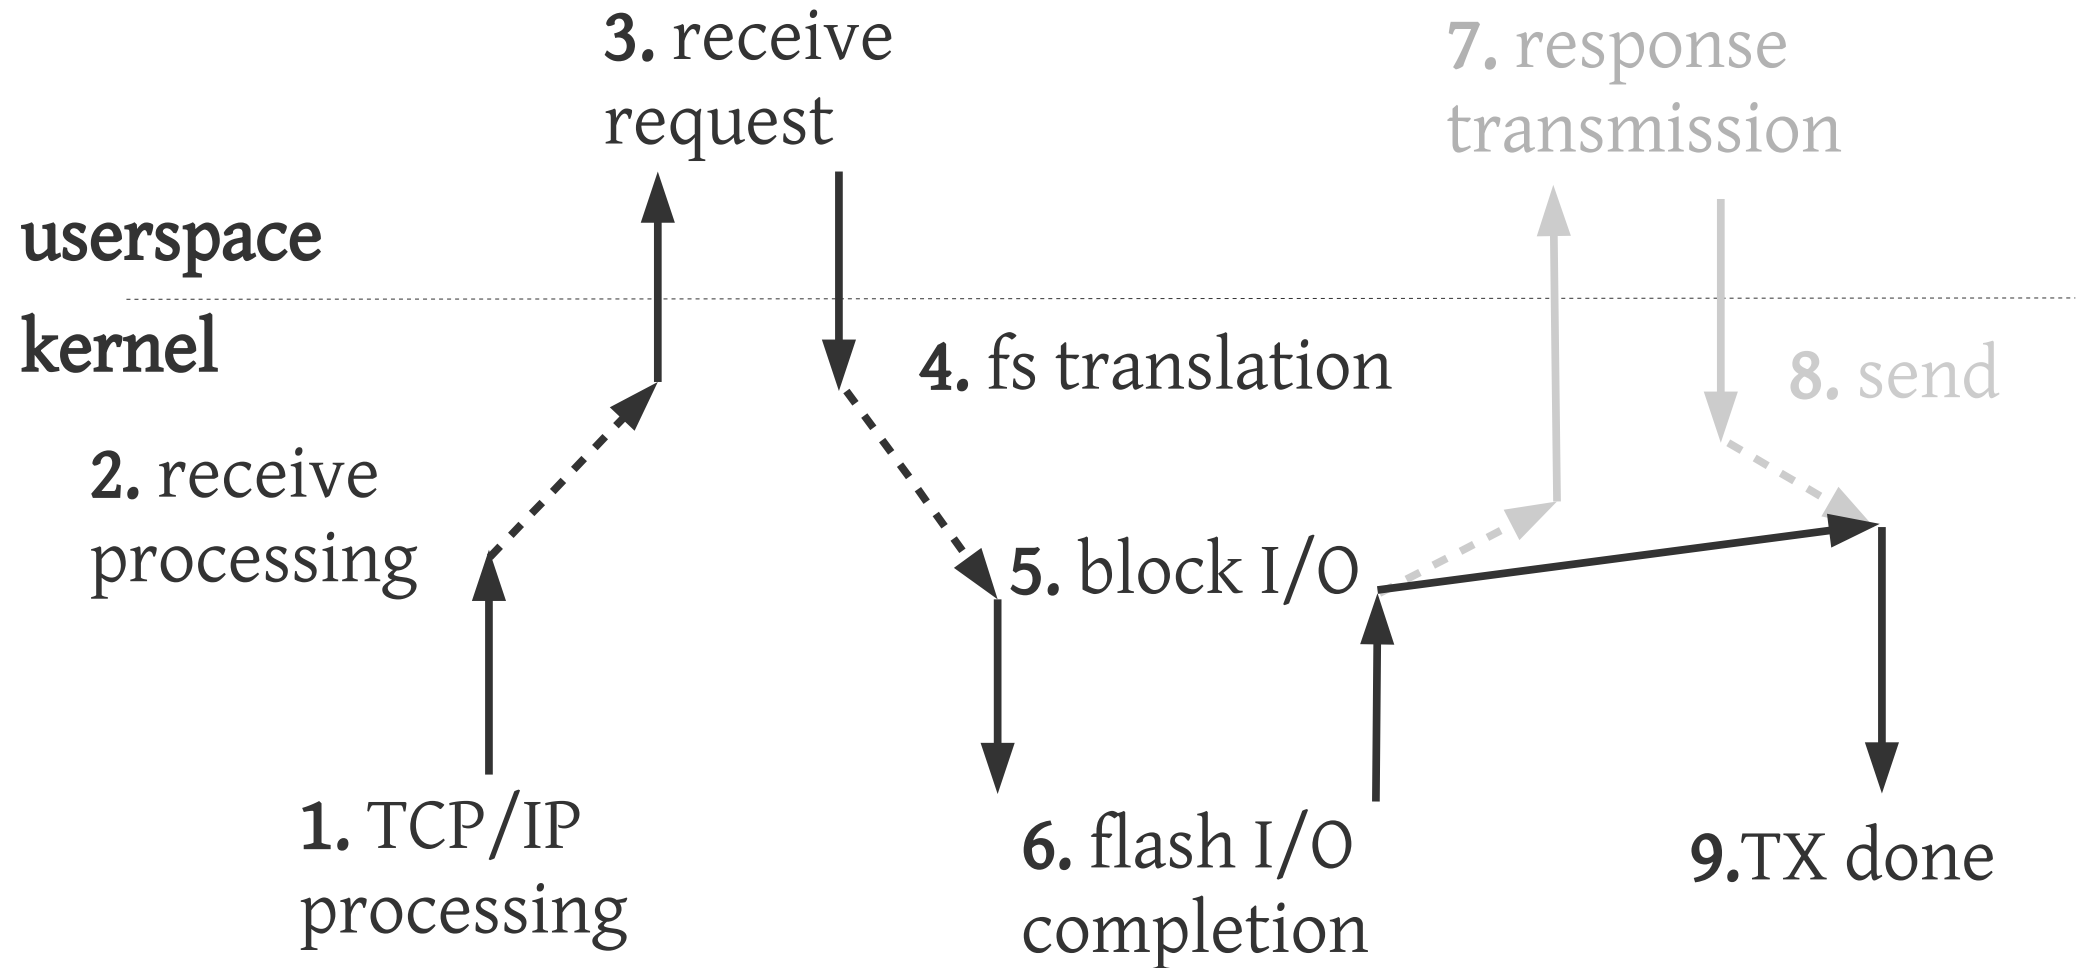 3. receive
request
7. response
transmission
userspace
kernel
4. fs translation
8. send
2. receive
processing
5. block I/O
1. TCP/IP
processing
6. flash I/O
completion
9.TX done